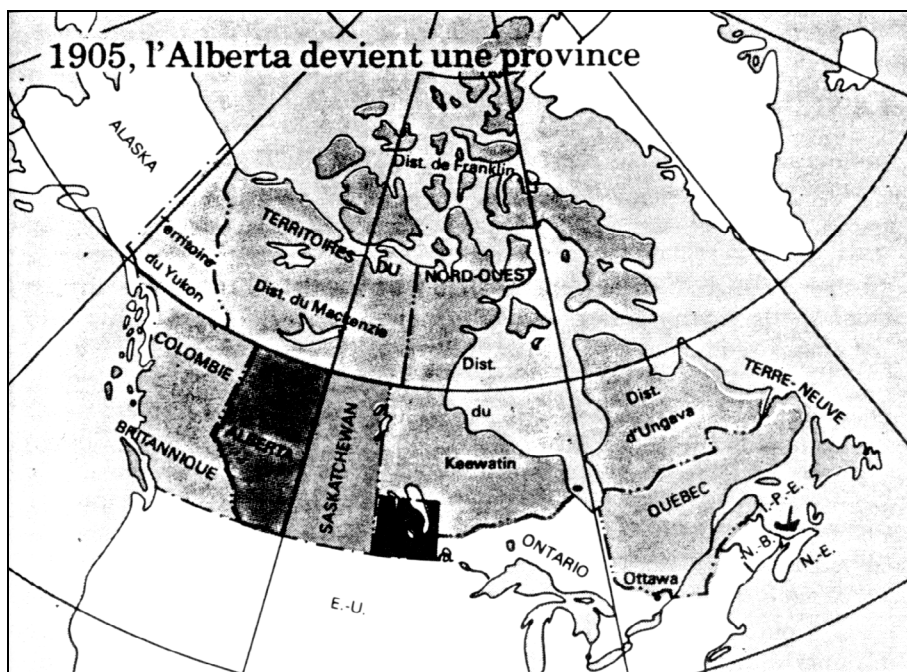 1905, l'Alberta devient une province
ALASKA
Dist. de Franklin
Territoire
du Yukon
TERRITOIRES DU
NORD-OUEST
Dist. du Mackenzie
COLOMBIE
BRITANNIQUE
ALBERTA
SASKATCHEWAN
Dist.
du
Keewatin
Dist.
d'Ungava
TERRE-NEUVE
QUEBEC
I.-P.-E.
N.-B.
N.-E.
ONTARIO
Ottawa
E.-U.